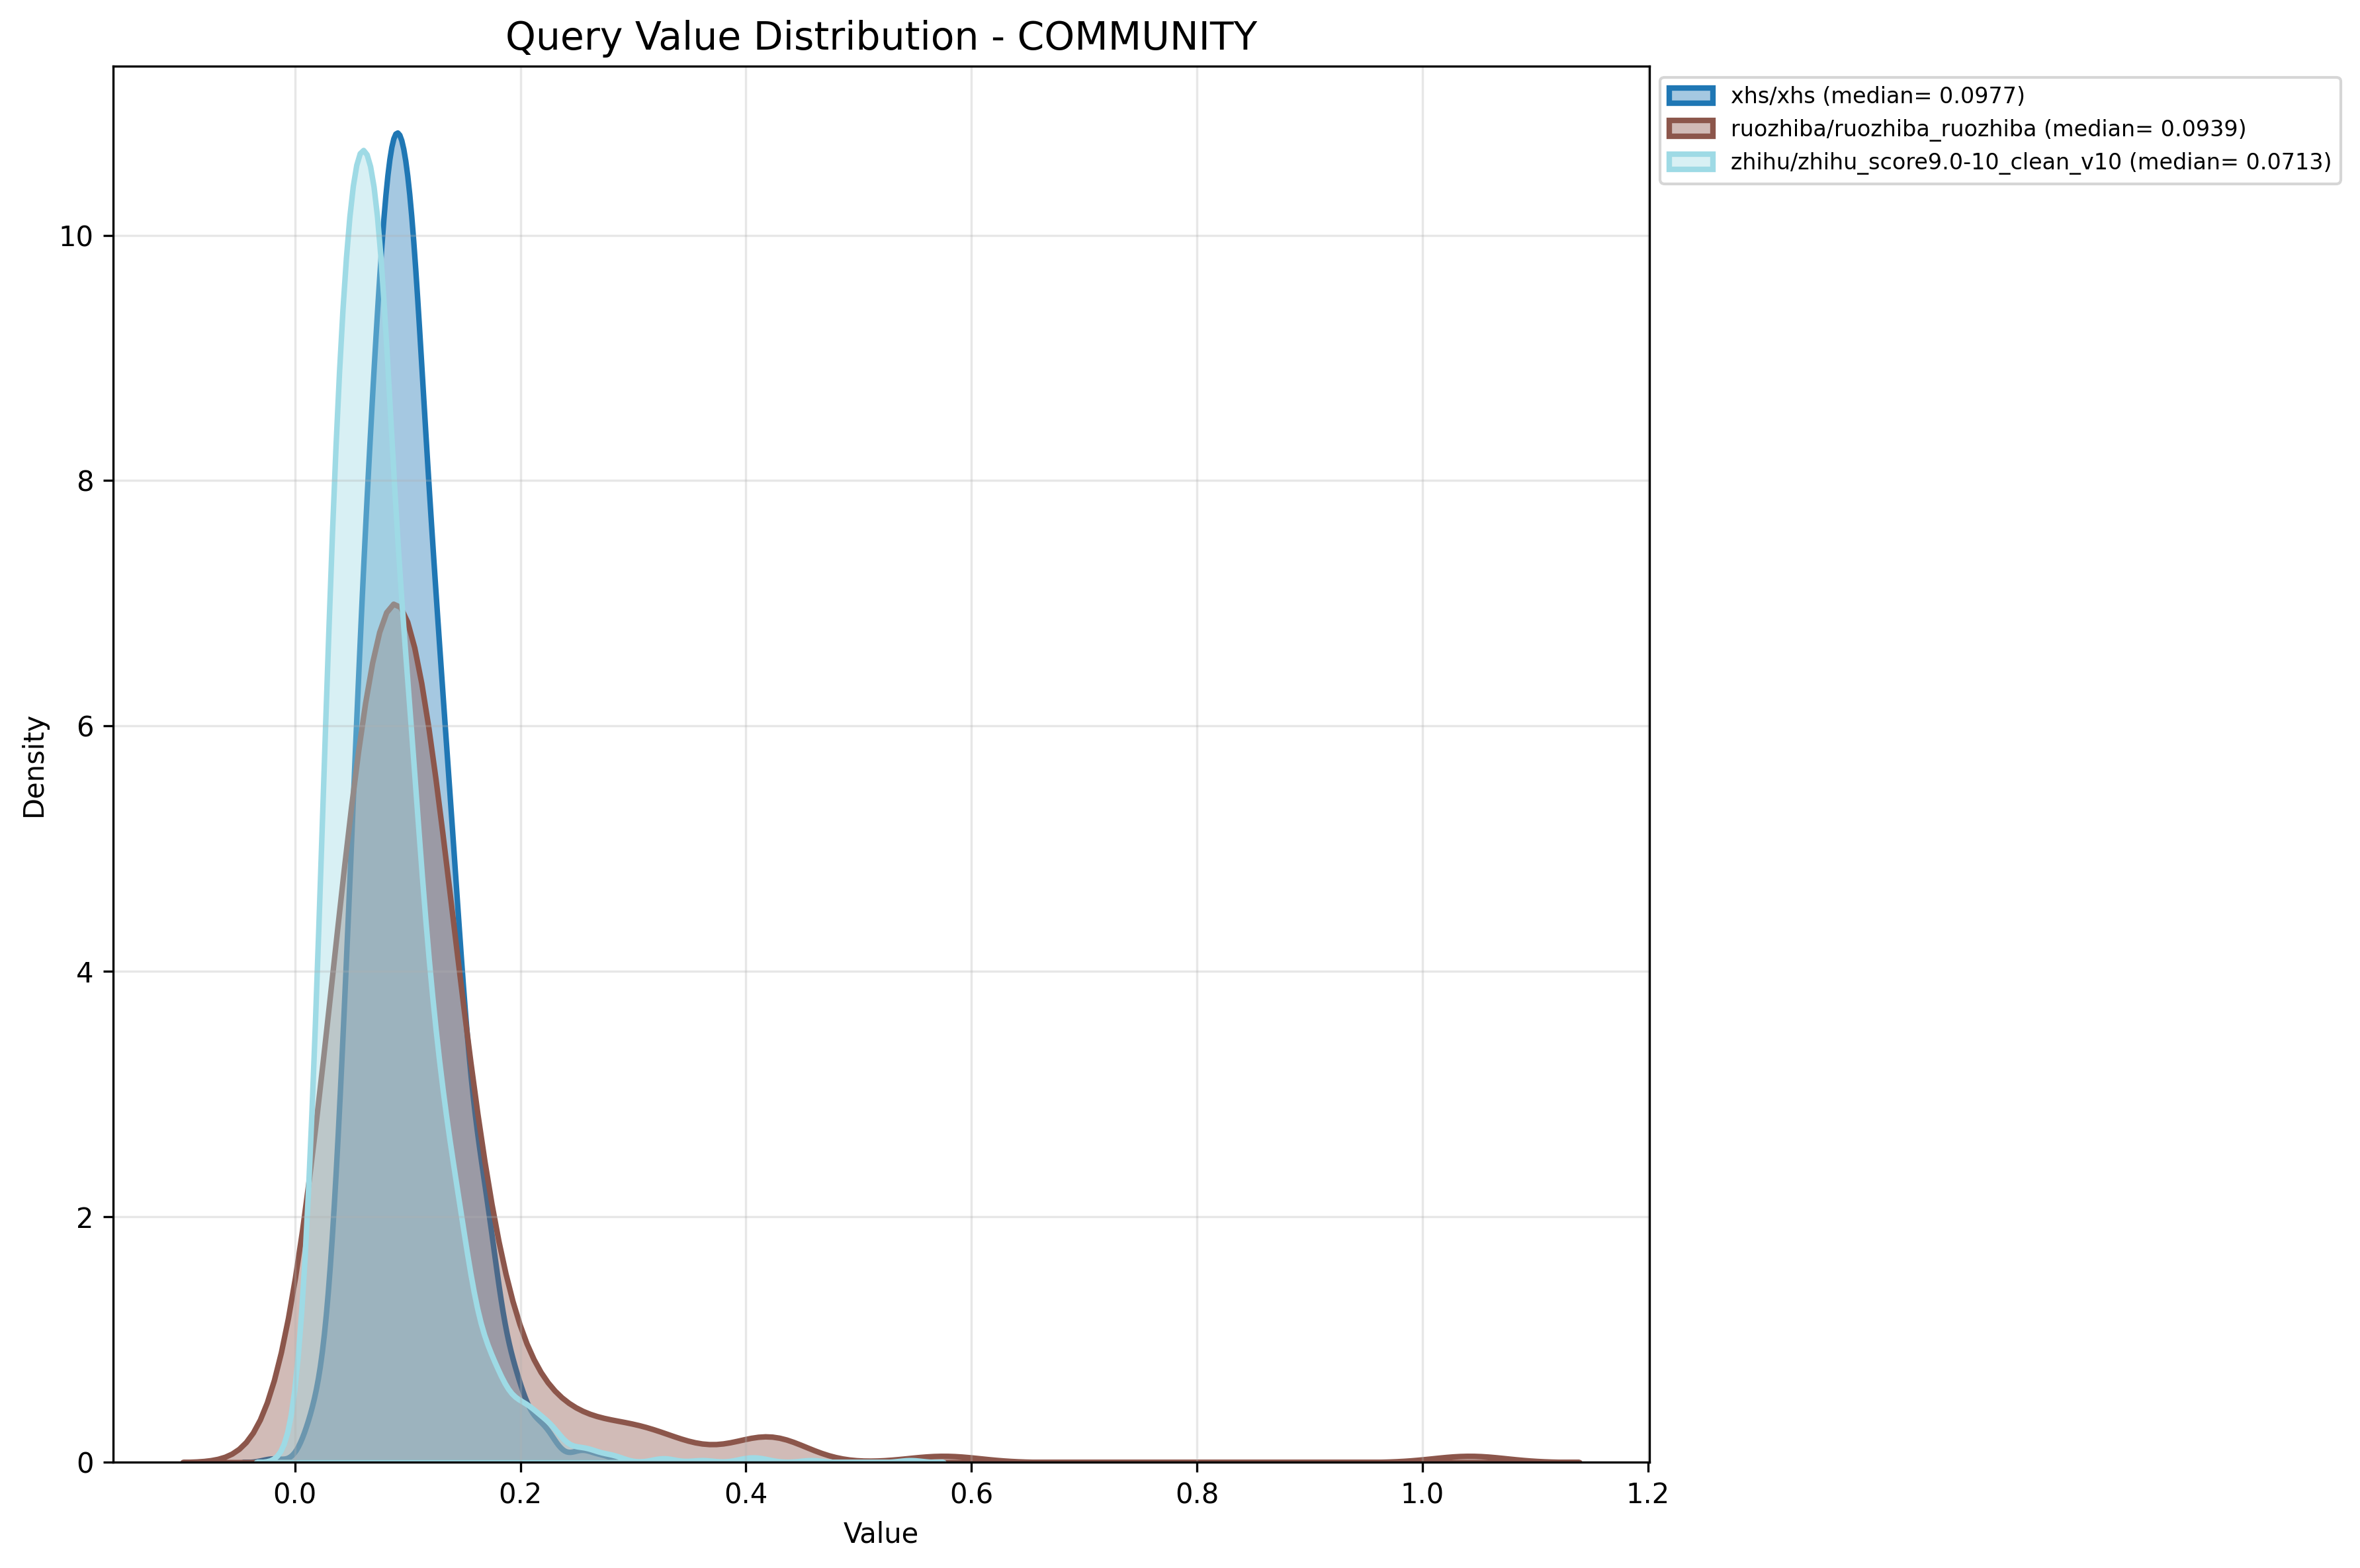 Query Value Distribution - COMMUNITY
xhs/xhs (median= 0.0977)
ruozhiba/ruozhiba_ruozhiba (median= 0.0939)
zhihu/zhihu_score9.0-10_clean_v10 (median= 0.0713)
Density
10
8
6
4
2
0
0.0 0.2 0.4 0.6 0.8 1.0 1.2
Value